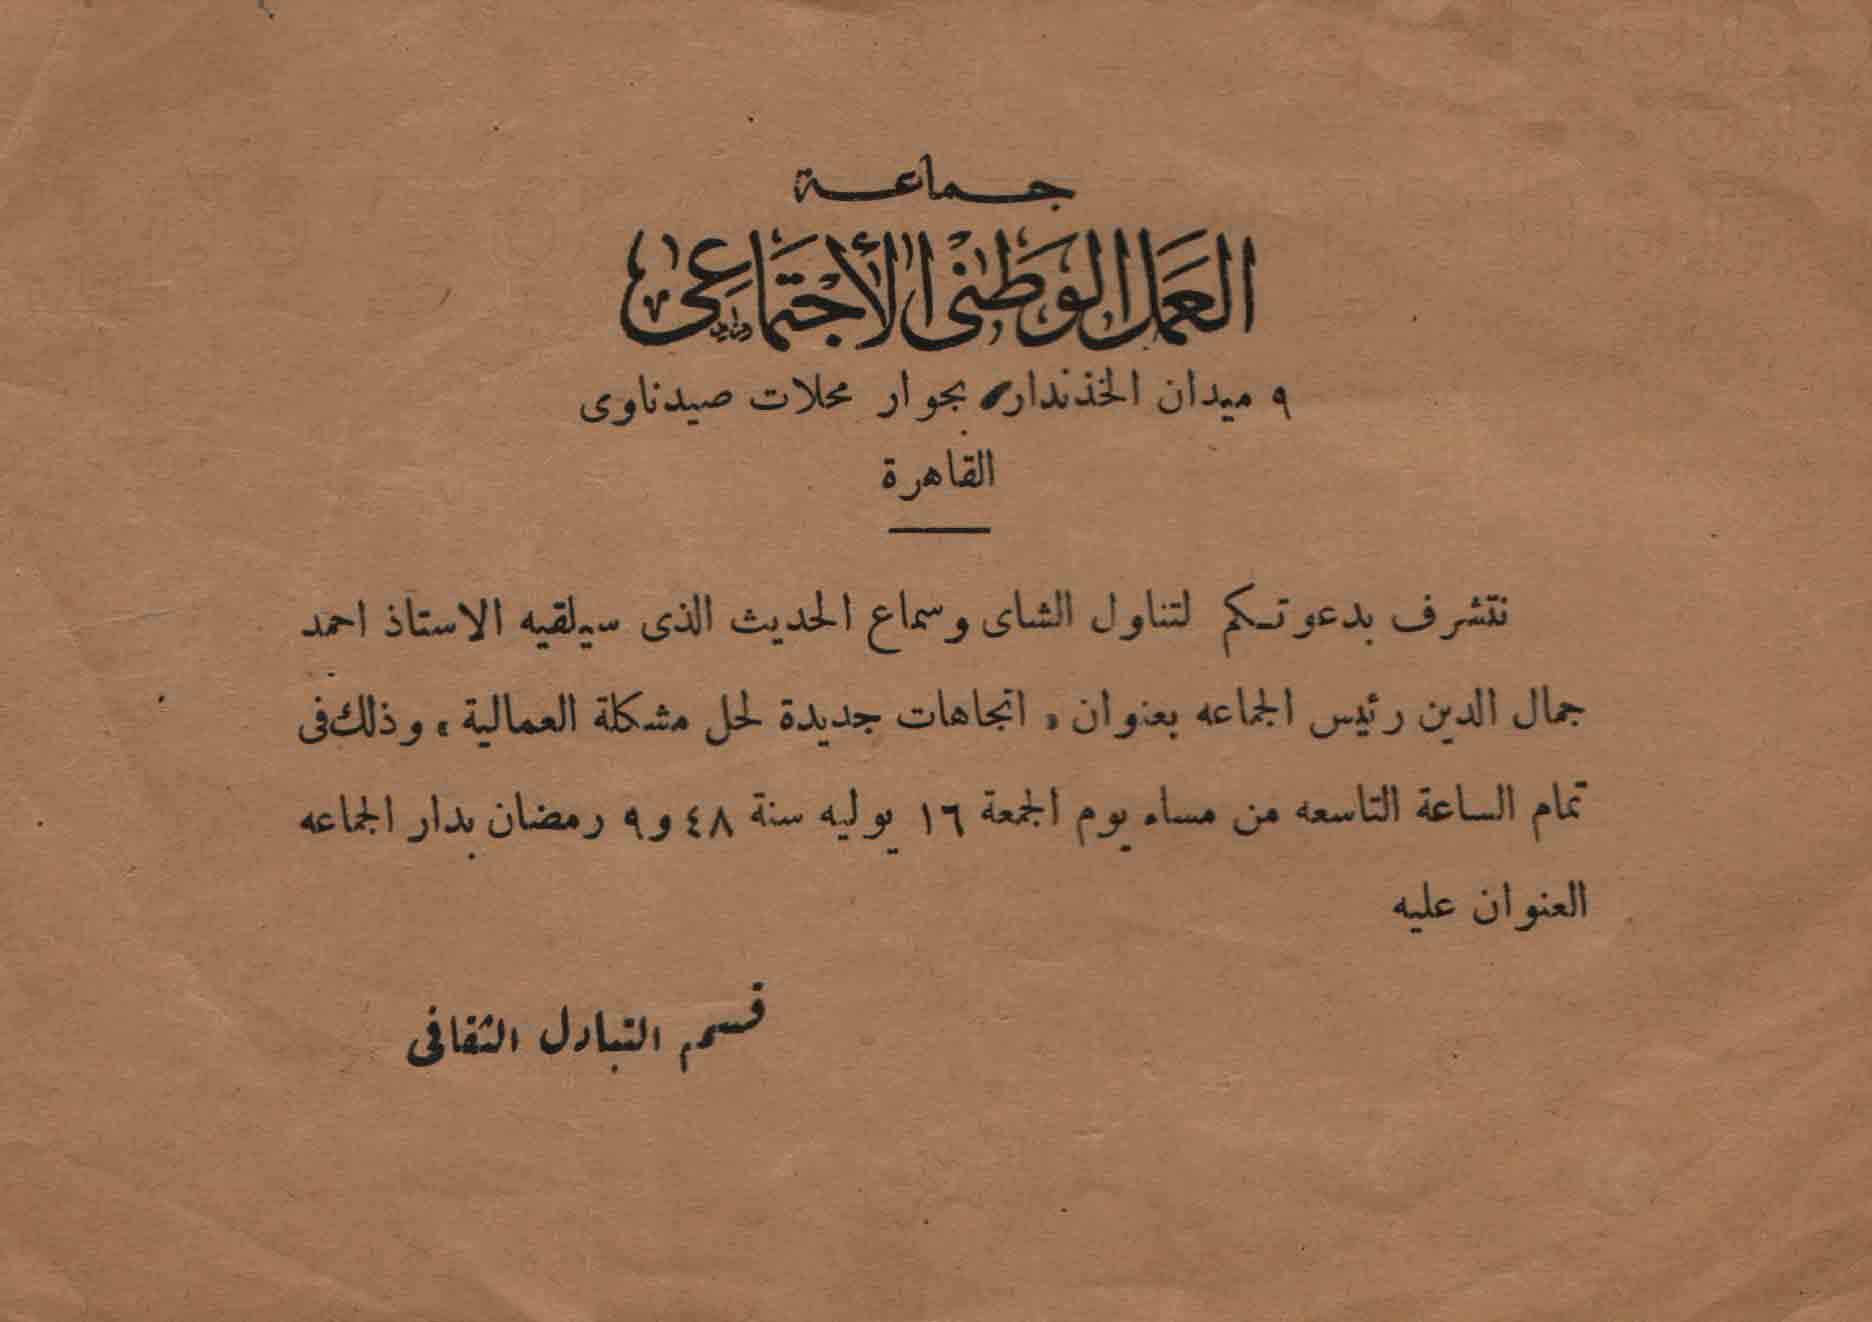 جماعة
العمل الوطنى الأجتماعى
٩ ميدان الخذندار بجوار محلات صيدناوى
القاهرة
نتشرف بدعوتكم لتناول الشاى وسماع الحديث الذى سيلقيه الاستاذ احمد
جمال الدين رئيس الجماعه بعنوان « اتجاهات جديدة لحل مشكلة العمالية » وذلك فى
تمام الساعة التاسعه من مساء يوم الجمعة ١٦ يوليه سنة ٤٨ و٩ رمضان بدار الجماعه
العنوان عليه
قسم التبادل الثقافى